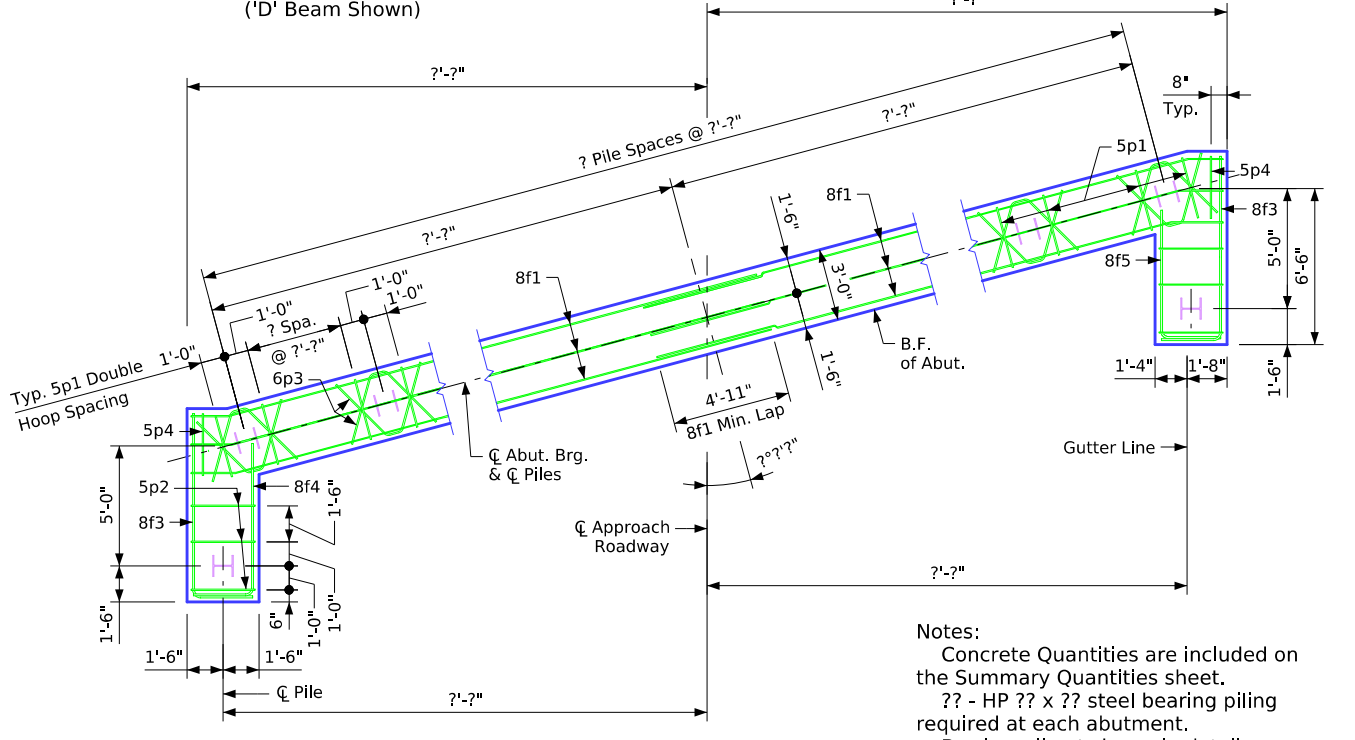 ('D' Beam Shown)
?'-?"
8"
Typ.
?'-?"
? Pile Spaces @ ?'-?"
5p1
5p4
8f3
8f1
1'-6"
?'-?"
8f1
3'-0"
5'-0"
6'-6"
8f5
1'-0"
1'-0"
1'-0"
? Spa.
@ ?'-?"
Typ. 5p1 Double
Hoop Spacing
1'-0"
6p3
B.F.
of Abut.
1'-6"
1'-4"
1'-8"
1'-6"
4'-11"
8f1 Min. Lap
5p4
℄ Abut. Brg.
& ℄ Piles
?°?'?"
Gutter Line
5p2
8f4
1'-6"
5'-0"
8f3
℄ Approach
Roadway
?'-?"
1'-6"
6"
1'-0"
1'-0"
1'-6"
1'-6"
℄ Pile
?'-?"
Notes:
Concrete Quantities are included on
the Summary Quantities sheet.
?? - HP ?? x ?? steel bearing piling
required at each abutment.